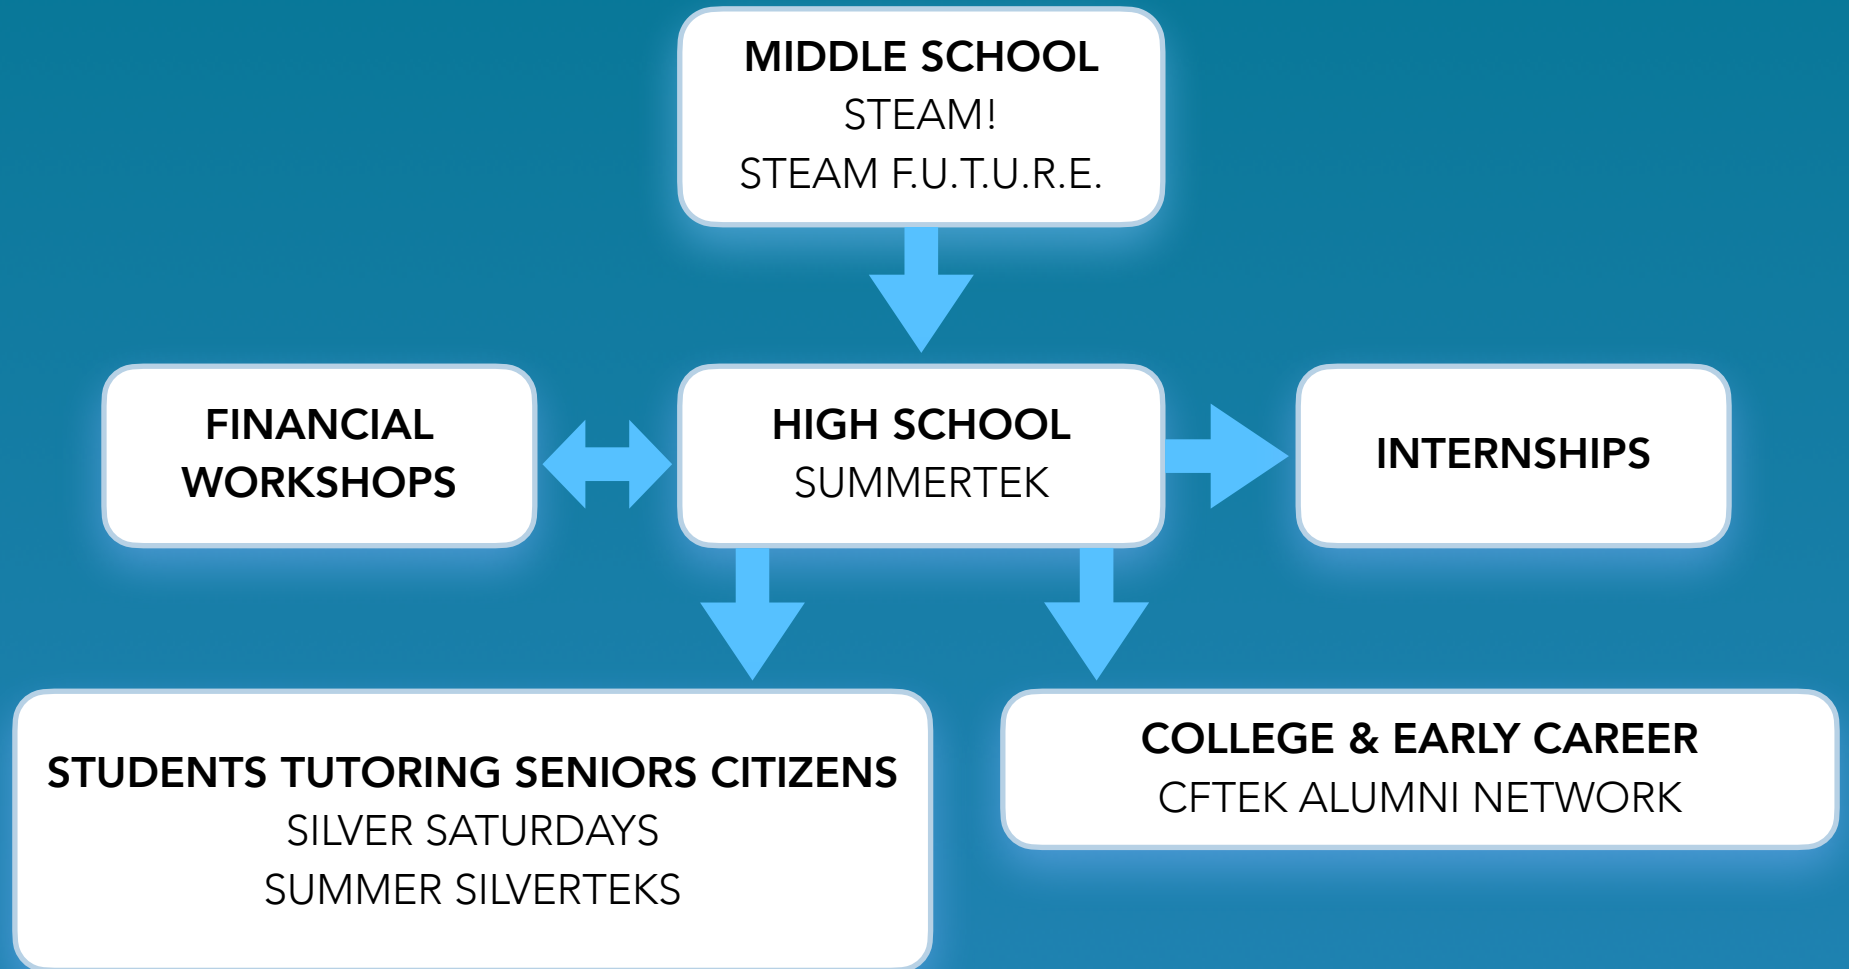 MIDDLE SCHOOL
STEAM!
STEAM F.U.T.U.R.E.
FINANCIAL
WORKSHOPS
HIGH SCHOOL
SUMMERTEK
INTERNSHIPS
STUDENTS TUTORING SENIORS CITIZENS
SILVER SATURDAYS
SUMMER SILVERTEKS
COLLEGE & EARLY CAREER
CFTEK ALUMNI NETWORK